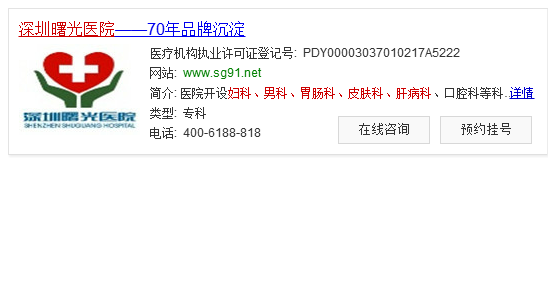 深圳曙光医院——70年品牌沉淀
医疗机构执业许可证登记号: PDY00003037010217A5222
网站: www.sg91.net
简介: 医院开设妇科、男科、胃肠科、皮肤科、肝病科、口腔科等科.详情
类型: 专科
电话: 400-6188-818
深圳曙光医院
SHENZHEN SHUGUANG HOSPITAL
在线咨询
预约挂号